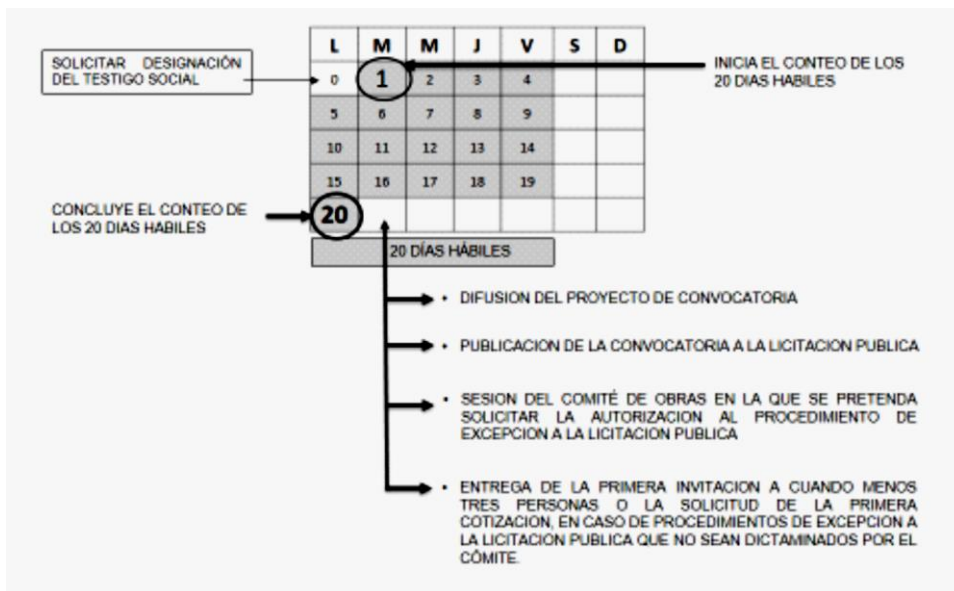 L M M J V S D
SOLICITAR DESIGNACIÓN
DEL TESTIGO SOCIAL
INICIA EL CONTEO DE LOS
20 DIAS HABILES
0 1 2 3 4
5 6 7 8 9
10 11 12 13 14
15 16 17 18 19
CONCLUYE EL CONTEO DE
LOS 20 DIAS HABILES
20
20 DÍAS HÁBILES
• DIFUSION DEL PROYECTO DE CONVOCATORIA
• PUBLICACION DE LA CONVOCATORIA A LA LICITACION PUBLICA
• SESION DEL COMITÉ DE OBRAS EN LA QUE SE PRETENDA
SOLICITAR LA AUTORIZACION AL PROCEDIMIENTO DE
EXCEPCION A LA LICITACION PUBLICA
• ENTREGA DE LA PRIMERA INVITACION A CUANDO MENOS
TRES PERSONAS O LA SOLICITUD DE LA PRIMERA
COTIZACION, EN CASO DE PROCEDIMIENTOS DE EXCEPCION A
LA LICITACION PUBLICA QUE NO SEAN DICTAMINADOS POR EL
CÓMITE.